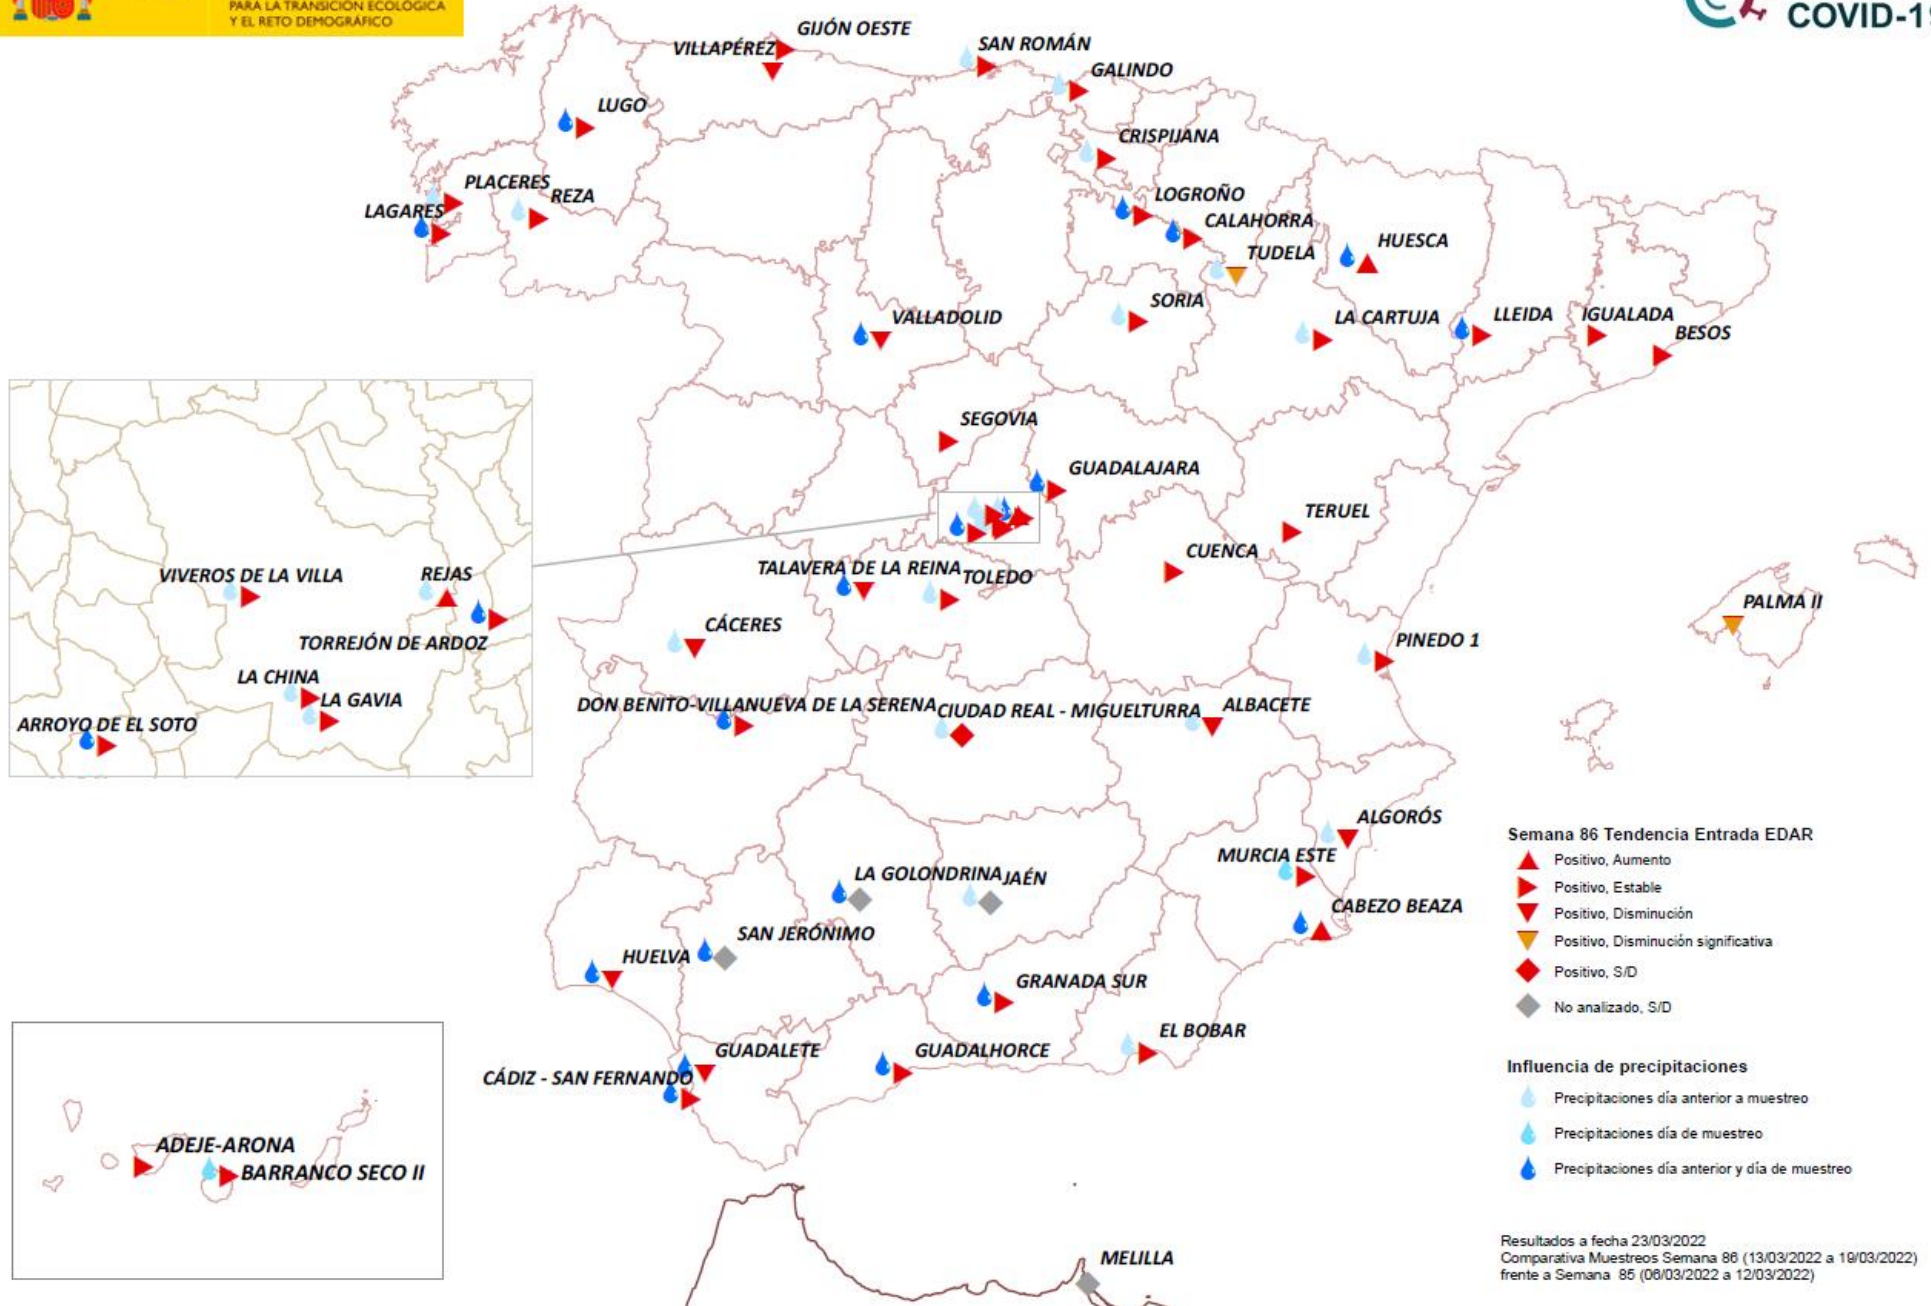 PARA LA TRANSICIÓN ECOLÓGICA
Y EL RETO DEMOGRÁFICO
COVID-19
GIJÓN OESTE
VILLAPÉREZ
SAN ROMÁN
GALINDO
LUGO
CRISPIJANA
PLACERES
REZA
LAGARES
LOGROÑO
CALAHORRA
TUDELA
HUESCA
SORIA
VALLADOLID
LA CARTUJA
LLEIDA
IGUALADA
BESOS
SEGOVIA
GUADALAJARA
TERUEL
CUENCA
TALAVERA DE LA REINA
TOLEDO
CÁCERES
PALMA II
PINEDO 1
DON BENITO-VILLANUEVA DE LA SERENA
CIUDAD REAL - MIGUELTURRA
ALBACETE
VIVEROS DE LA VILLA
REJAS
TORREJÓN DE ARDOZ
LA CHINA
LA GAVIA
ARROYO DE EL SOTO
ALGORÓS
MURCIA ESTE
LA GOLONDRINA
JAÉN
CABEZO BEAZA
SAN JERÓNIMO
HUELVA
GRANADA SUR
EL BOBAR
GUADALETE
GUADALHORCE
CÁDIZ - SAN FERNANDO
ADEJE-ARONA
BARRANCO SECO II
MELILLA
Semana 86 Tendencia Entrada EDAR
Positivo, Aumento
Positivo, Estable
Positivo, Disminución
Positivo, Disminución significativa
Positivo, S/D
No analizado, S/D
Influencia de precipitaciones
Precipitaciones día anterior a muestreo
Precipitaciones día de muestreo
Precipitaciones día anterior y día de muestreo
Resultados a fecha 23/03/2022
Comparativa Muestreos Semana 86 (13/03/2022 a 19/03/2022)
frente a Semana 85 (06/03/2022 a 12/03/2022)